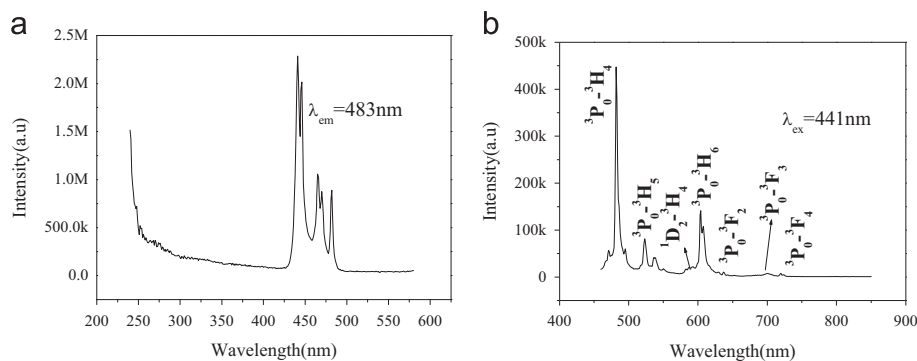 a
2.5M
2.0M
1.5M
1.0M
500.0k
0.0
Intensity(a.u)
λem=483nm
200 250 300 350 400 450 500 550 600
Wavelength(nm)
b
500k
400k
300k
200k
100k
0
Intensity(a.u)
³P₀-³H₄
λex=441nm
³P₀-³H₅
¹D₂-³H₄
³P₀-³H₆
³P₀-³F₂
³P₀-³F₃
³P₀-³F₄
400 500 600 700 800 900
Wavelength(nm)